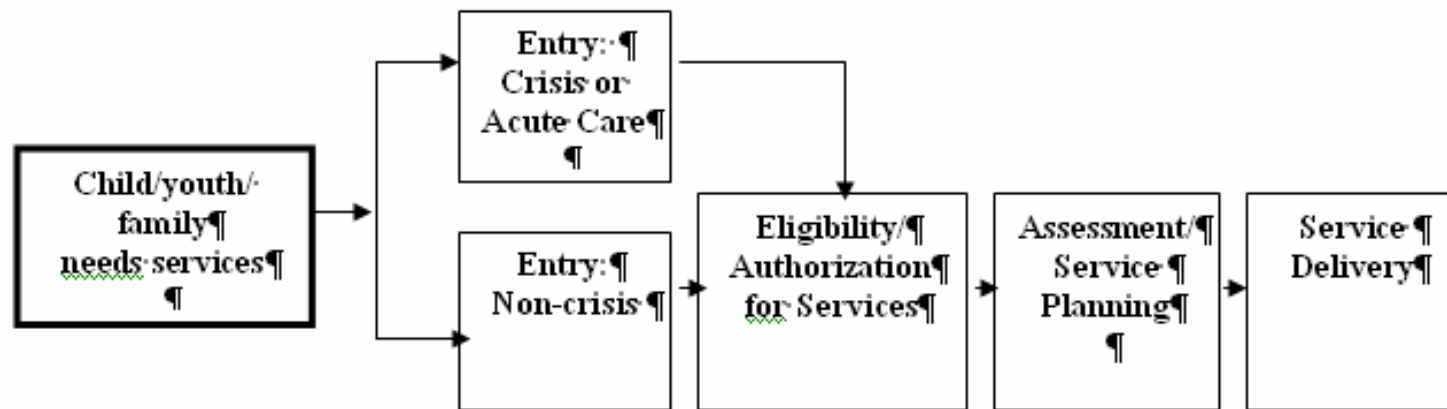 Child/youth/
family¶
needs services¶
¶
Entry: ¶
Crisis or
Acute Care¶
¶
Entry: ¶
Non-crisis ¶
Eligibility/¶
Authorization¶
for Services¶
Assessment/¶
Service ¶
Planning¶
¶
Service ¶
Delivery¶